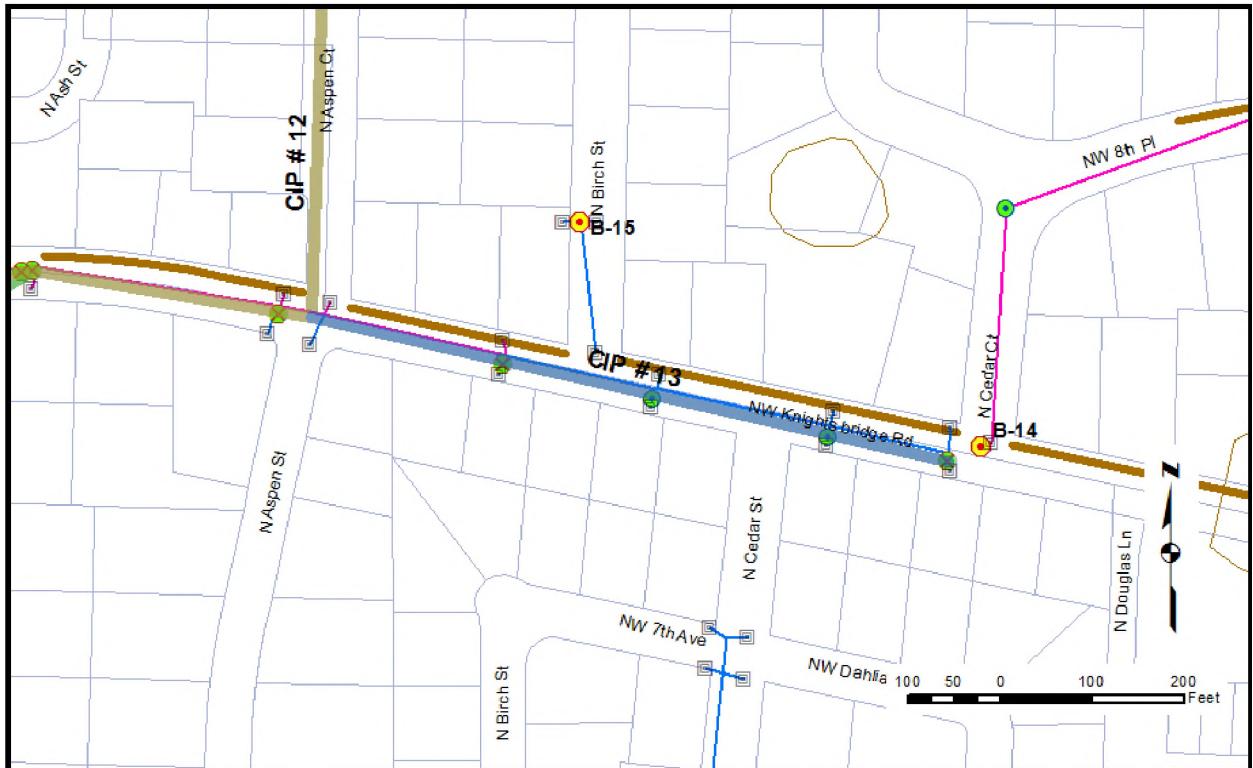 N Ash St
N Aspen Ct
CIP # 12
N Birch St
B-15
NW 8th Pl
CIP # 13
N Cedar Ct
NW Knights bridge Rd
B-14
N Aspen St
N Cedar St
N Douglas Ln
NW 7th Ave
N Birch St
NW Dahlia
100 50 0 100 200
Feet
N